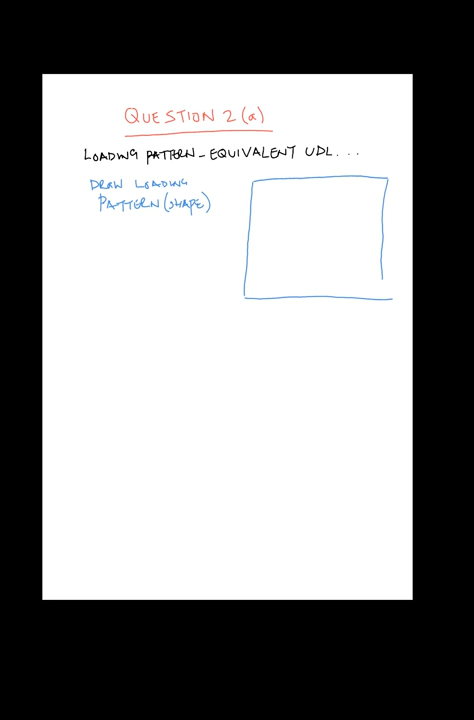 QUESTION 2 (a)
LOADING PATTERN - EQUIVALENT UDL...
DRAW LOADING
PATTERN (SHAPE)